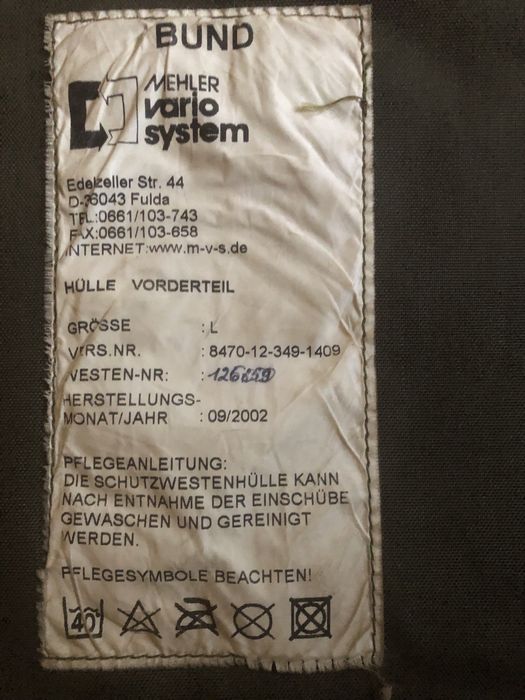 BUND
MEHLER
vario
system
Edelzeller Str. 44
D-36043 Fulda
TEL:0661/103-743
FAX:0661/103-658
INTERNET:www.m-v-s.de
HÜLLE VORDERTEIL
GRÖSSE : L
VERS.NR. : 8470-12-349-1409
WESTEN-NR: :
HERSTELLUNGS-
MONAT/JAHR : 09/2002
PFLEGEANLEITUNG:
DIE SCHUTZWESTENHÜLLE KANN
NACH ENTNAHME DER EINSCHÜBE
GEWASCHEN UND GEREINIGT
WERDEN.
PFLEGESYMBOLE BEACHTEN!
40